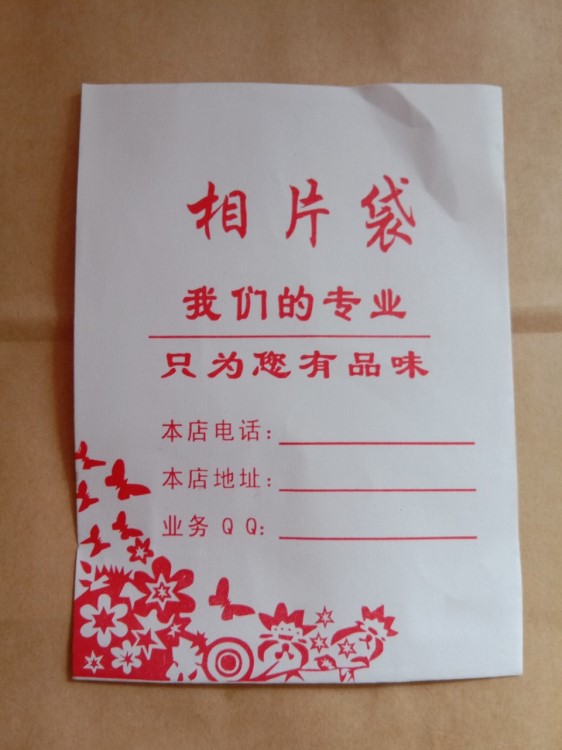 相片袋
我们的专业
只为您有品味
本店电话:
本店地址:
业务QQ: